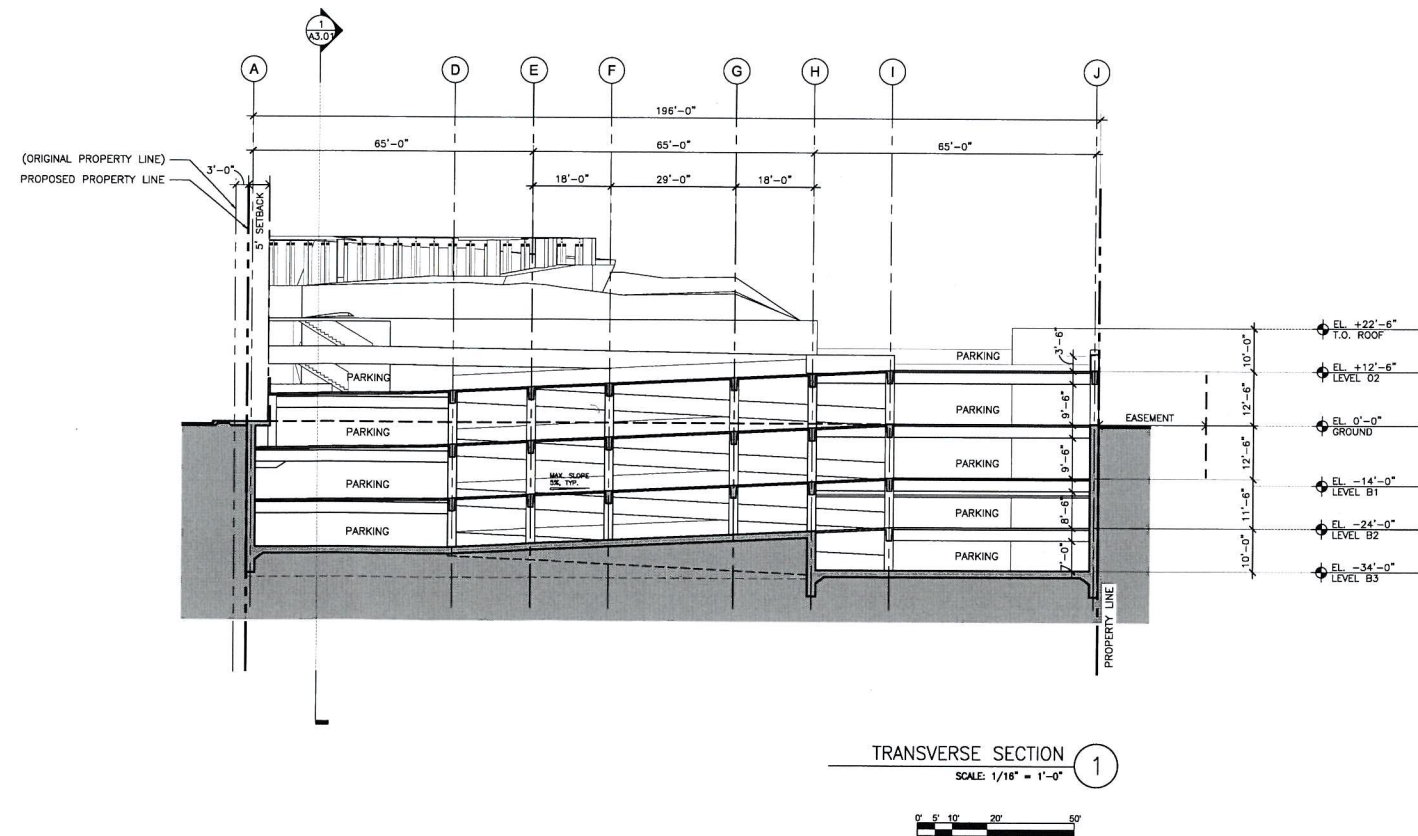 1
A3.01
A
D
E
F
G
H
I
J
196'-0"
65'-0"
65'-0"
65'-0"
(ORIGINAL PROPERTY LINE)
3'-0"
PROPOSED PROPERTY LINE
5' SETBACK
18'-0"
29'-0"
18'-0"
EL. +22'-6"
T.O. ROOF
3'-6"
10'-0"
PARKING
PARKING
EL. +12'-6"
LEVEL 02
9'-6"
12'-6"
PARKING
EASEMENT
EL. 0'-0"
GROUND
PARKING
9'-6"
12'-6"
PARKING
MAX. SLOPE
5%, TYP.
PARKING
EL. -14'-0"
LEVEL B1
8'-6"
11'-6"
PARKING
EL. -24'-0"
LEVEL B2
PARKING
7'-0"
10'-0"
PARKING
EL. -34'-0"
LEVEL B3
PROPERTY LINE
TRANSVERSE SECTION
1
SCALE: 1/16" = 1'-0"
0' 5' 10' 20' 50'